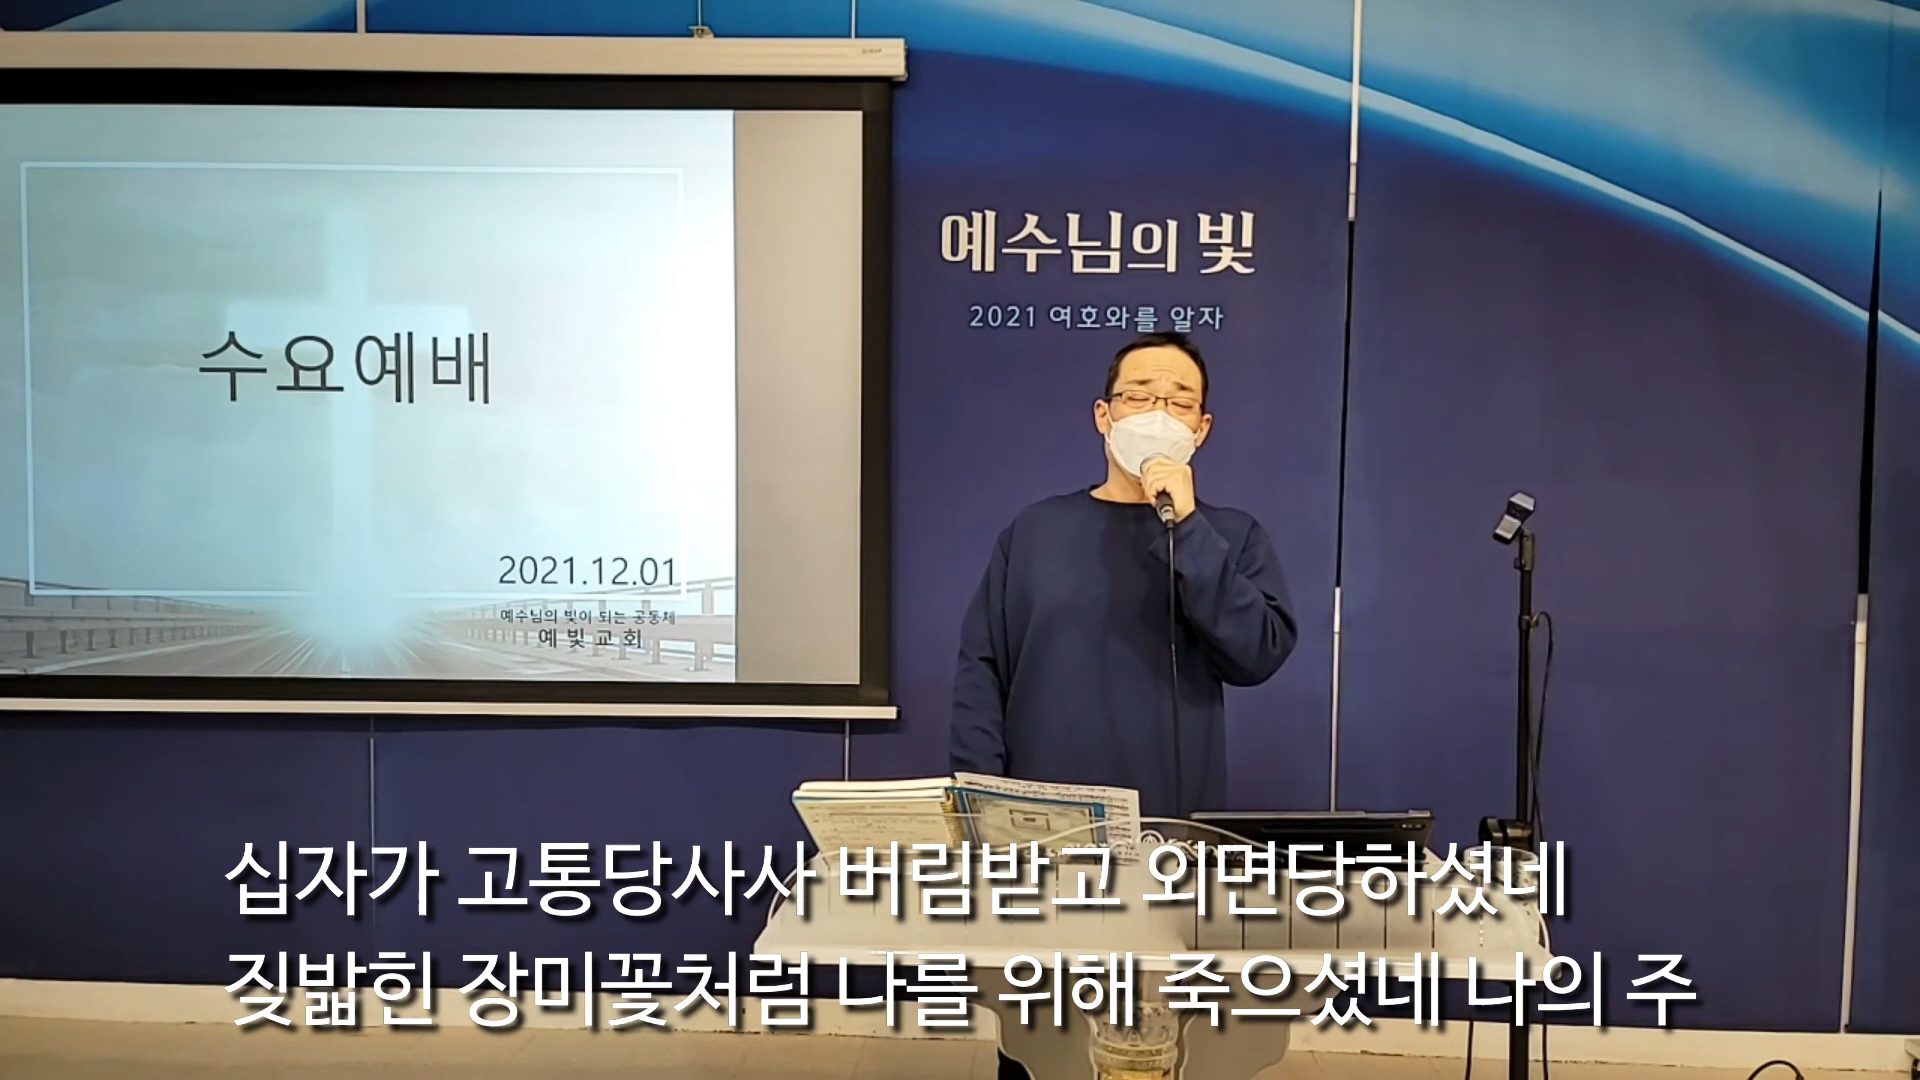 예수님의 빛
2021 여호와를 알자
수요예배
2021.12.01
예수님의 빛이 되는 공동체
예빛교회
십자가 고통당사사 버림받고 외면당하셨네
짖밟힌 장미꽃처럼 나를 위해 죽으셨네 나의 주